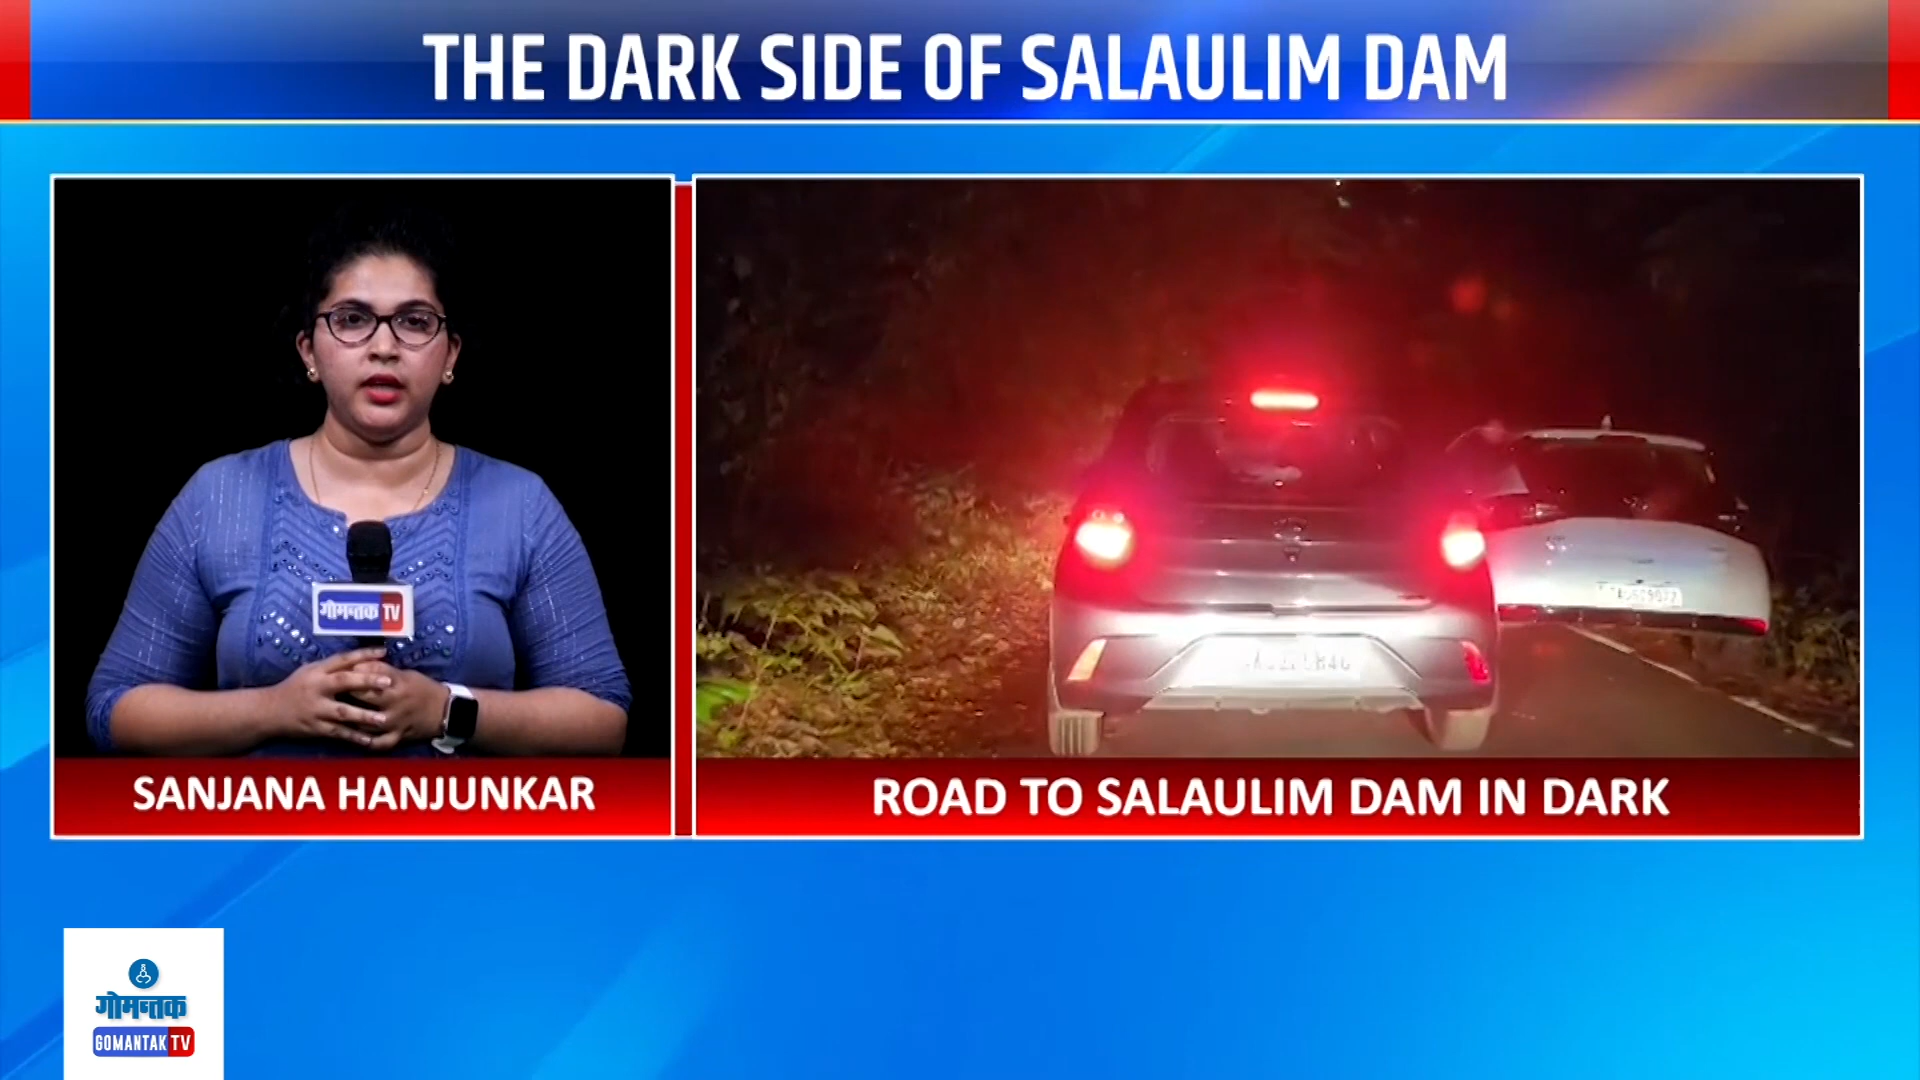 THE DARK SIDE OF SALAULIM DAM
गोमन्तक TV
SANJANA HANJUNKAR
ROAD TO SALAULIM DAM IN DARK
गोमन्तक
GOMANTAK TV